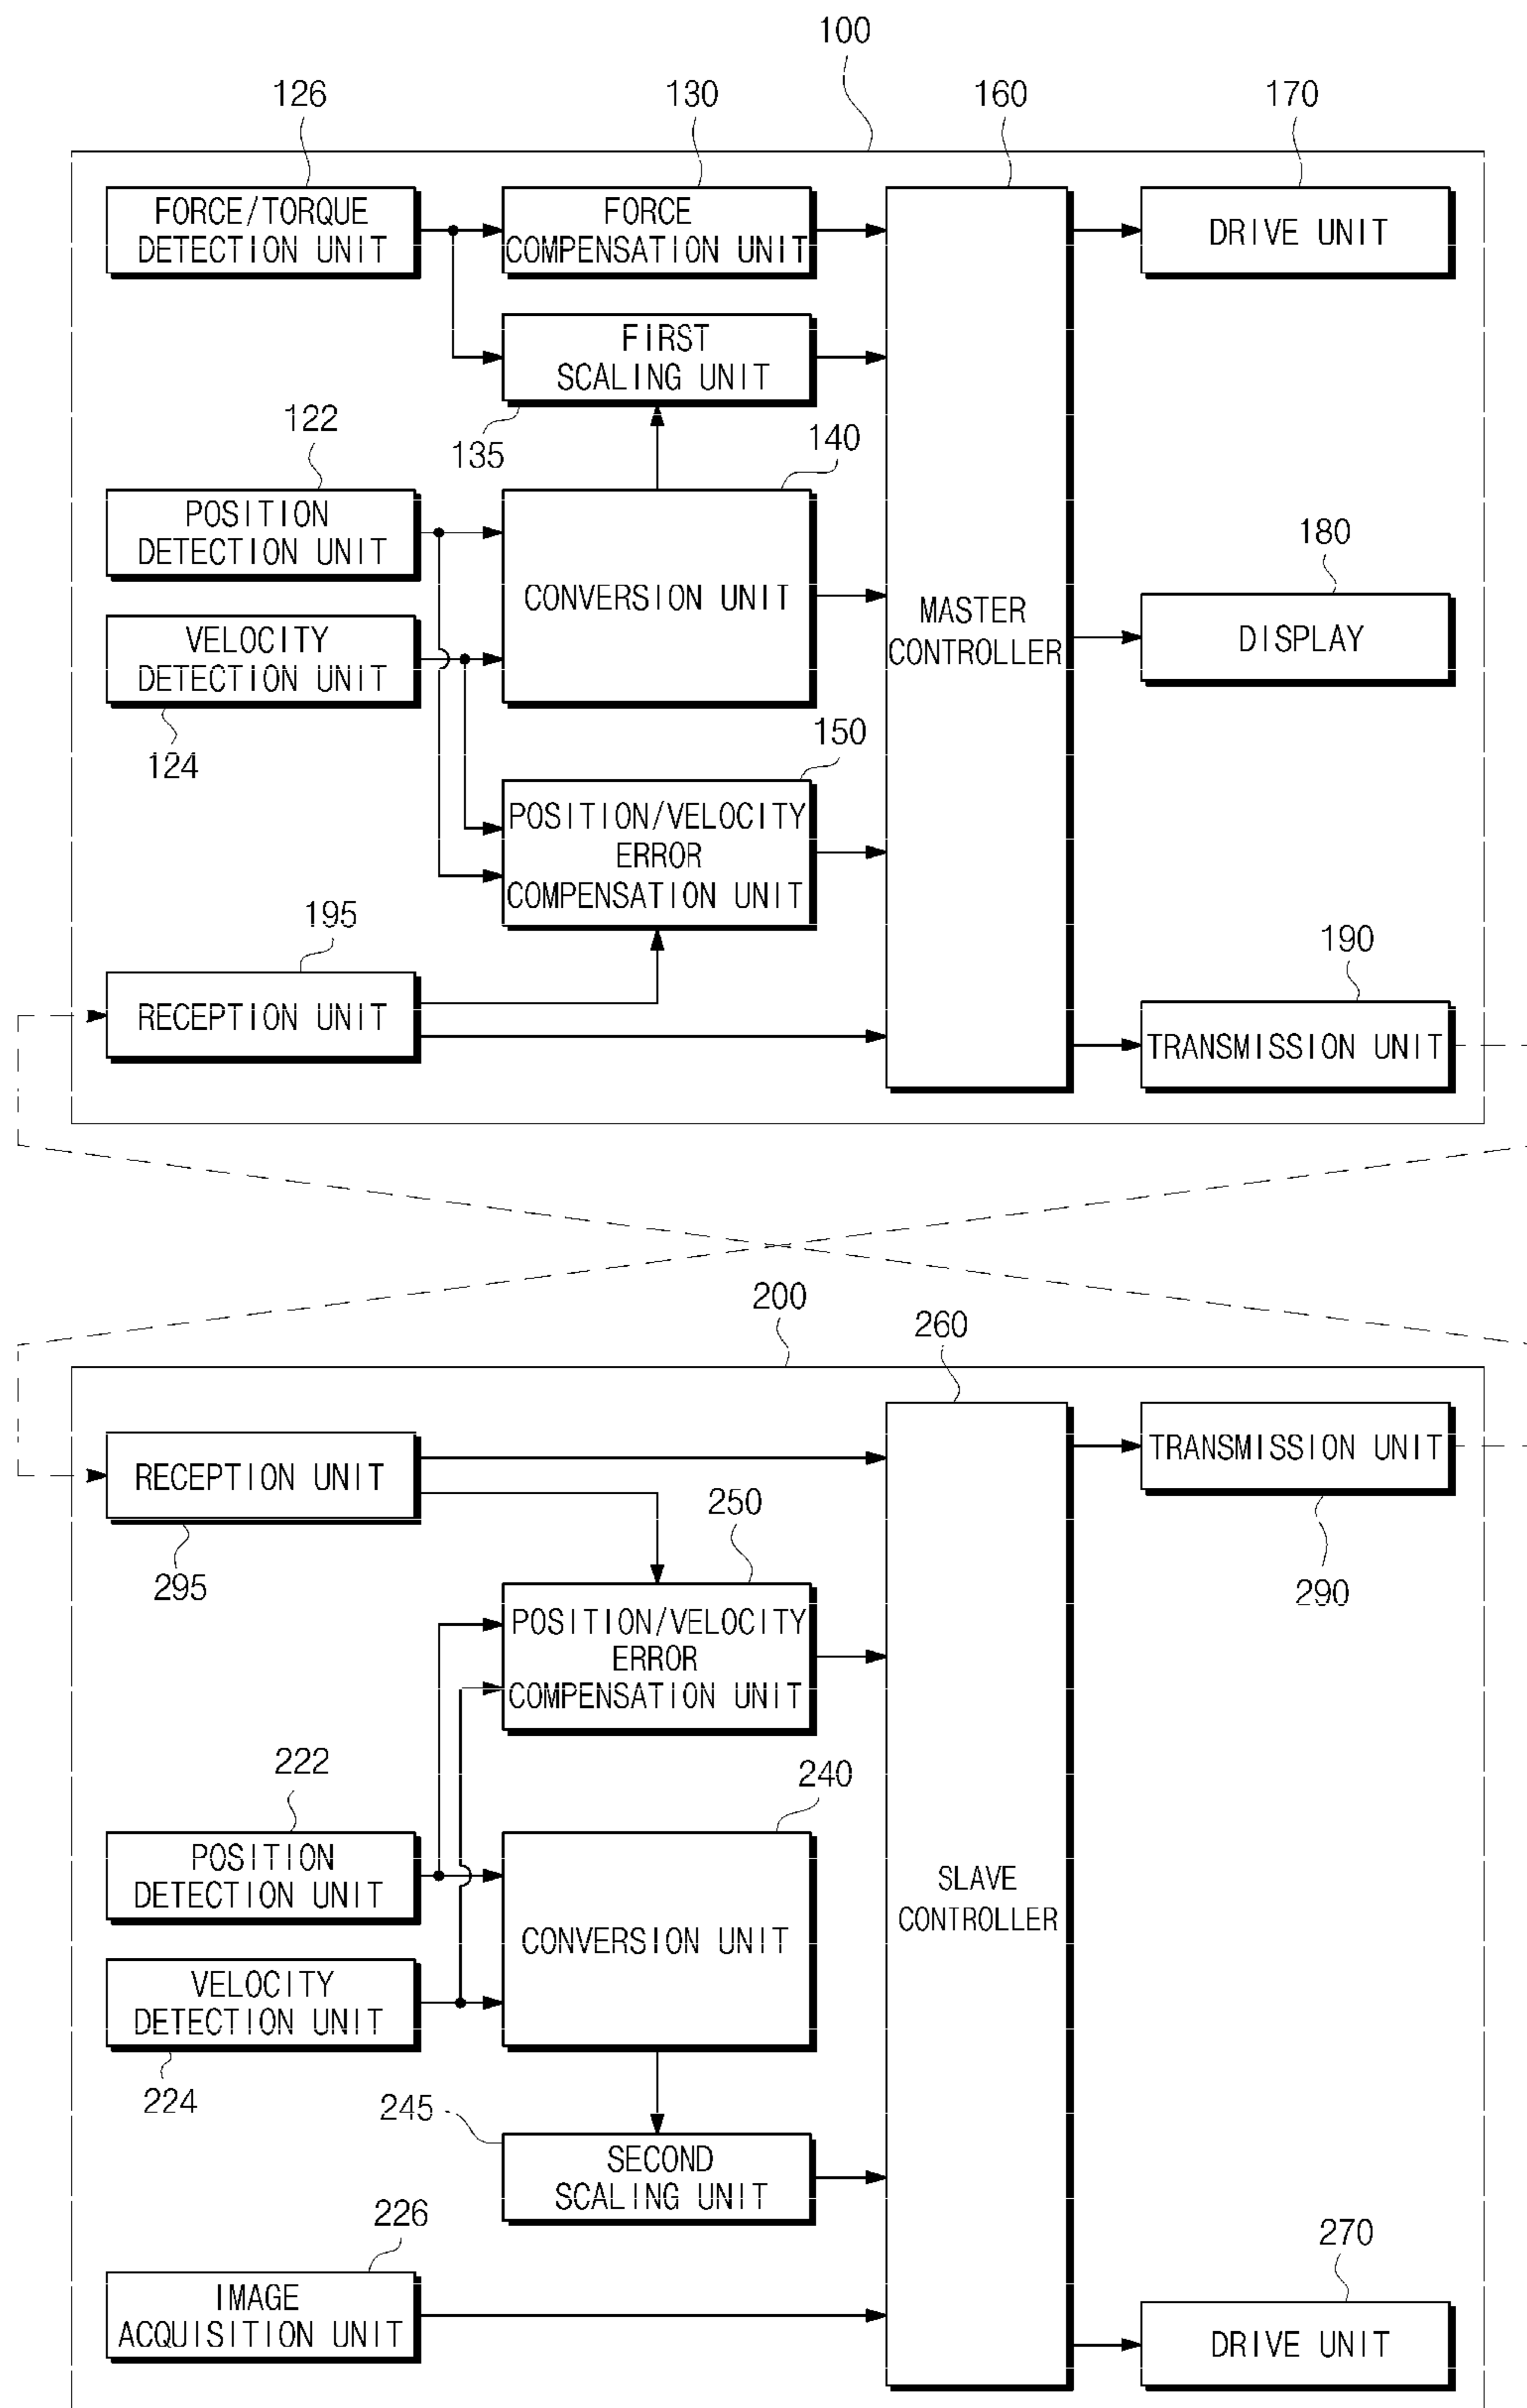 100
126
130
160
170
FORCE/TORQUE
DETECTION UNIT
FORCE
COMPENSATION UNIT
DRIVE UNIT
FIRST
SCALING UNIT
122
135
140
POSITION
DETECTION UNIT
180
CONVERSION UNIT
MASTER
CONTROLLER
VELOCITY
DETECTION UNIT
DISPLAY
124
150
POSITION/VELOCITY
ERROR
COMPENSATION UNIT
195
190
RECEPTION UNIT
TRANSMISSION UNIT
200
260
RECEPTION UNIT
TRANSMISSION UNIT
250
295
290
POSITION/VELOCITY
ERROR
COMPENSATION UNIT
222
240
POSITION
DETECTION UNIT
SLAVE
CONTROLLER
CONVERSION UNIT
VELOCITY
DETECTION UNIT
224
245
SECOND
SCALING UNIT
226
270
IMAGE
ACQUISITION UNIT
DRIVE UNIT